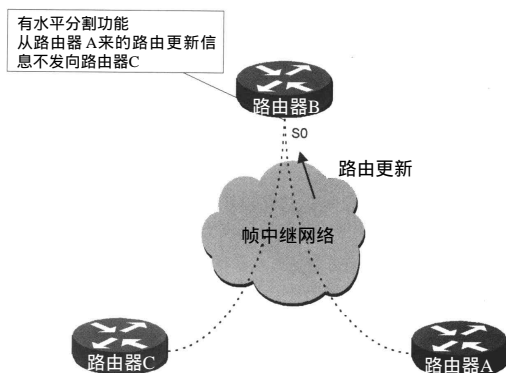 有水平分割功能
从路由器A来的路由更新信
息不发向路由器C
路由器B
S0
路由更新
帧中继网络
路由器C
路由器A